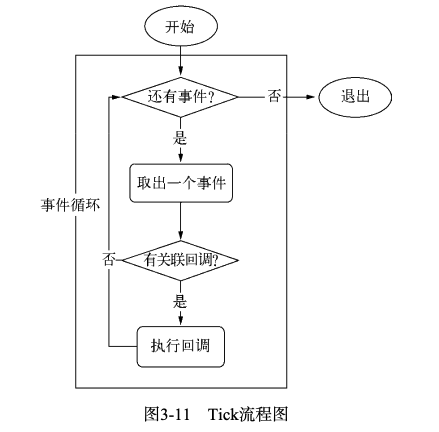 开始
还有事件?
否
退出
是
取出一个事件
事件循环
有关联回调?
否
是
执行回调
图3-11 Tick流程图